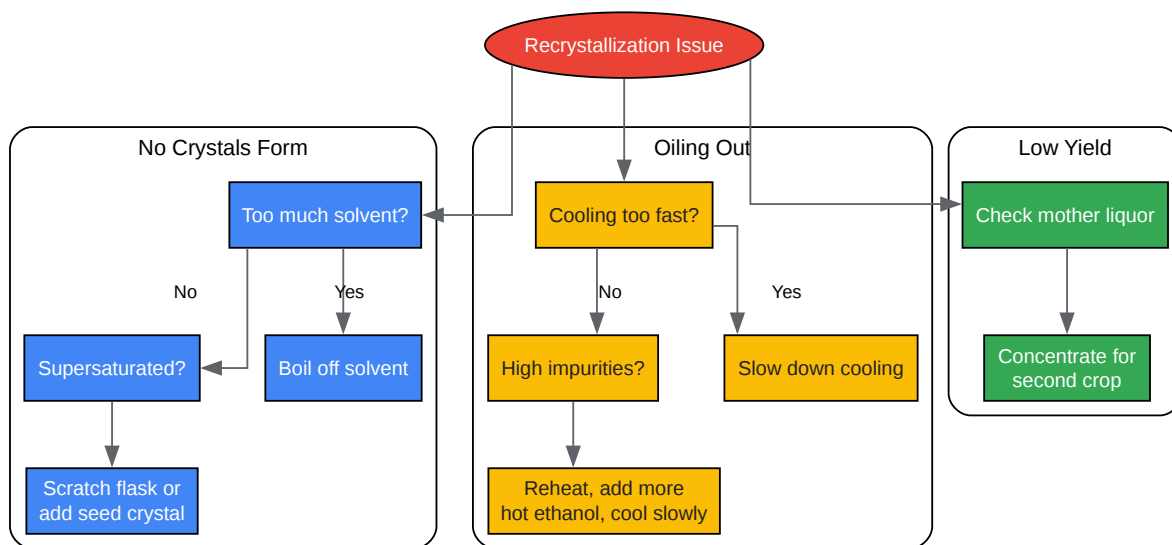 Recrystallization Issue
No Crystals Form
Oiling Out
Low Yield
Too much solvent?
Cooling too fast?
Check mother liquor
No
Yes
No
Yes
Supersaturated?
Boil off solvent
High impurities?
Slow down cooling
Concentrate for
second crop
Scratch flask or
add seed crystal
Reheat, add more
hot ethanol, cool slowly